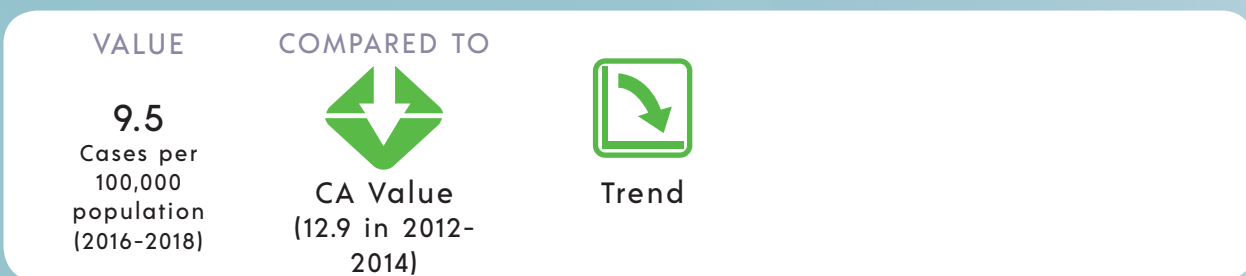 VALUE
COMPARED TO
9.5
Cases per
100,000
population
(2016-2018)
CA Value
(12.9 in 2012-
2014)
Trend